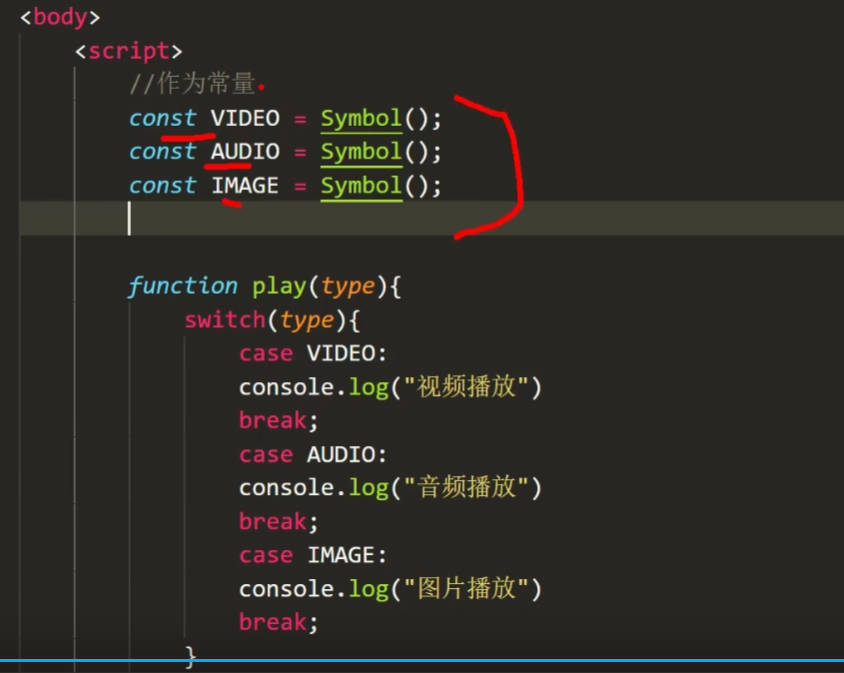 <body>
<script>
//作为常量
const VIDEO = Symbol();
const AUDIO = Symbol();
const IMAGE = Symbol();
function play(type){
switch(type){
case VIDEO:
console.log("视频播放")
break;
case AUDIO:
console.log("音频播放")
break;
case IMAGE:
console.log("图片播放")
break;
}